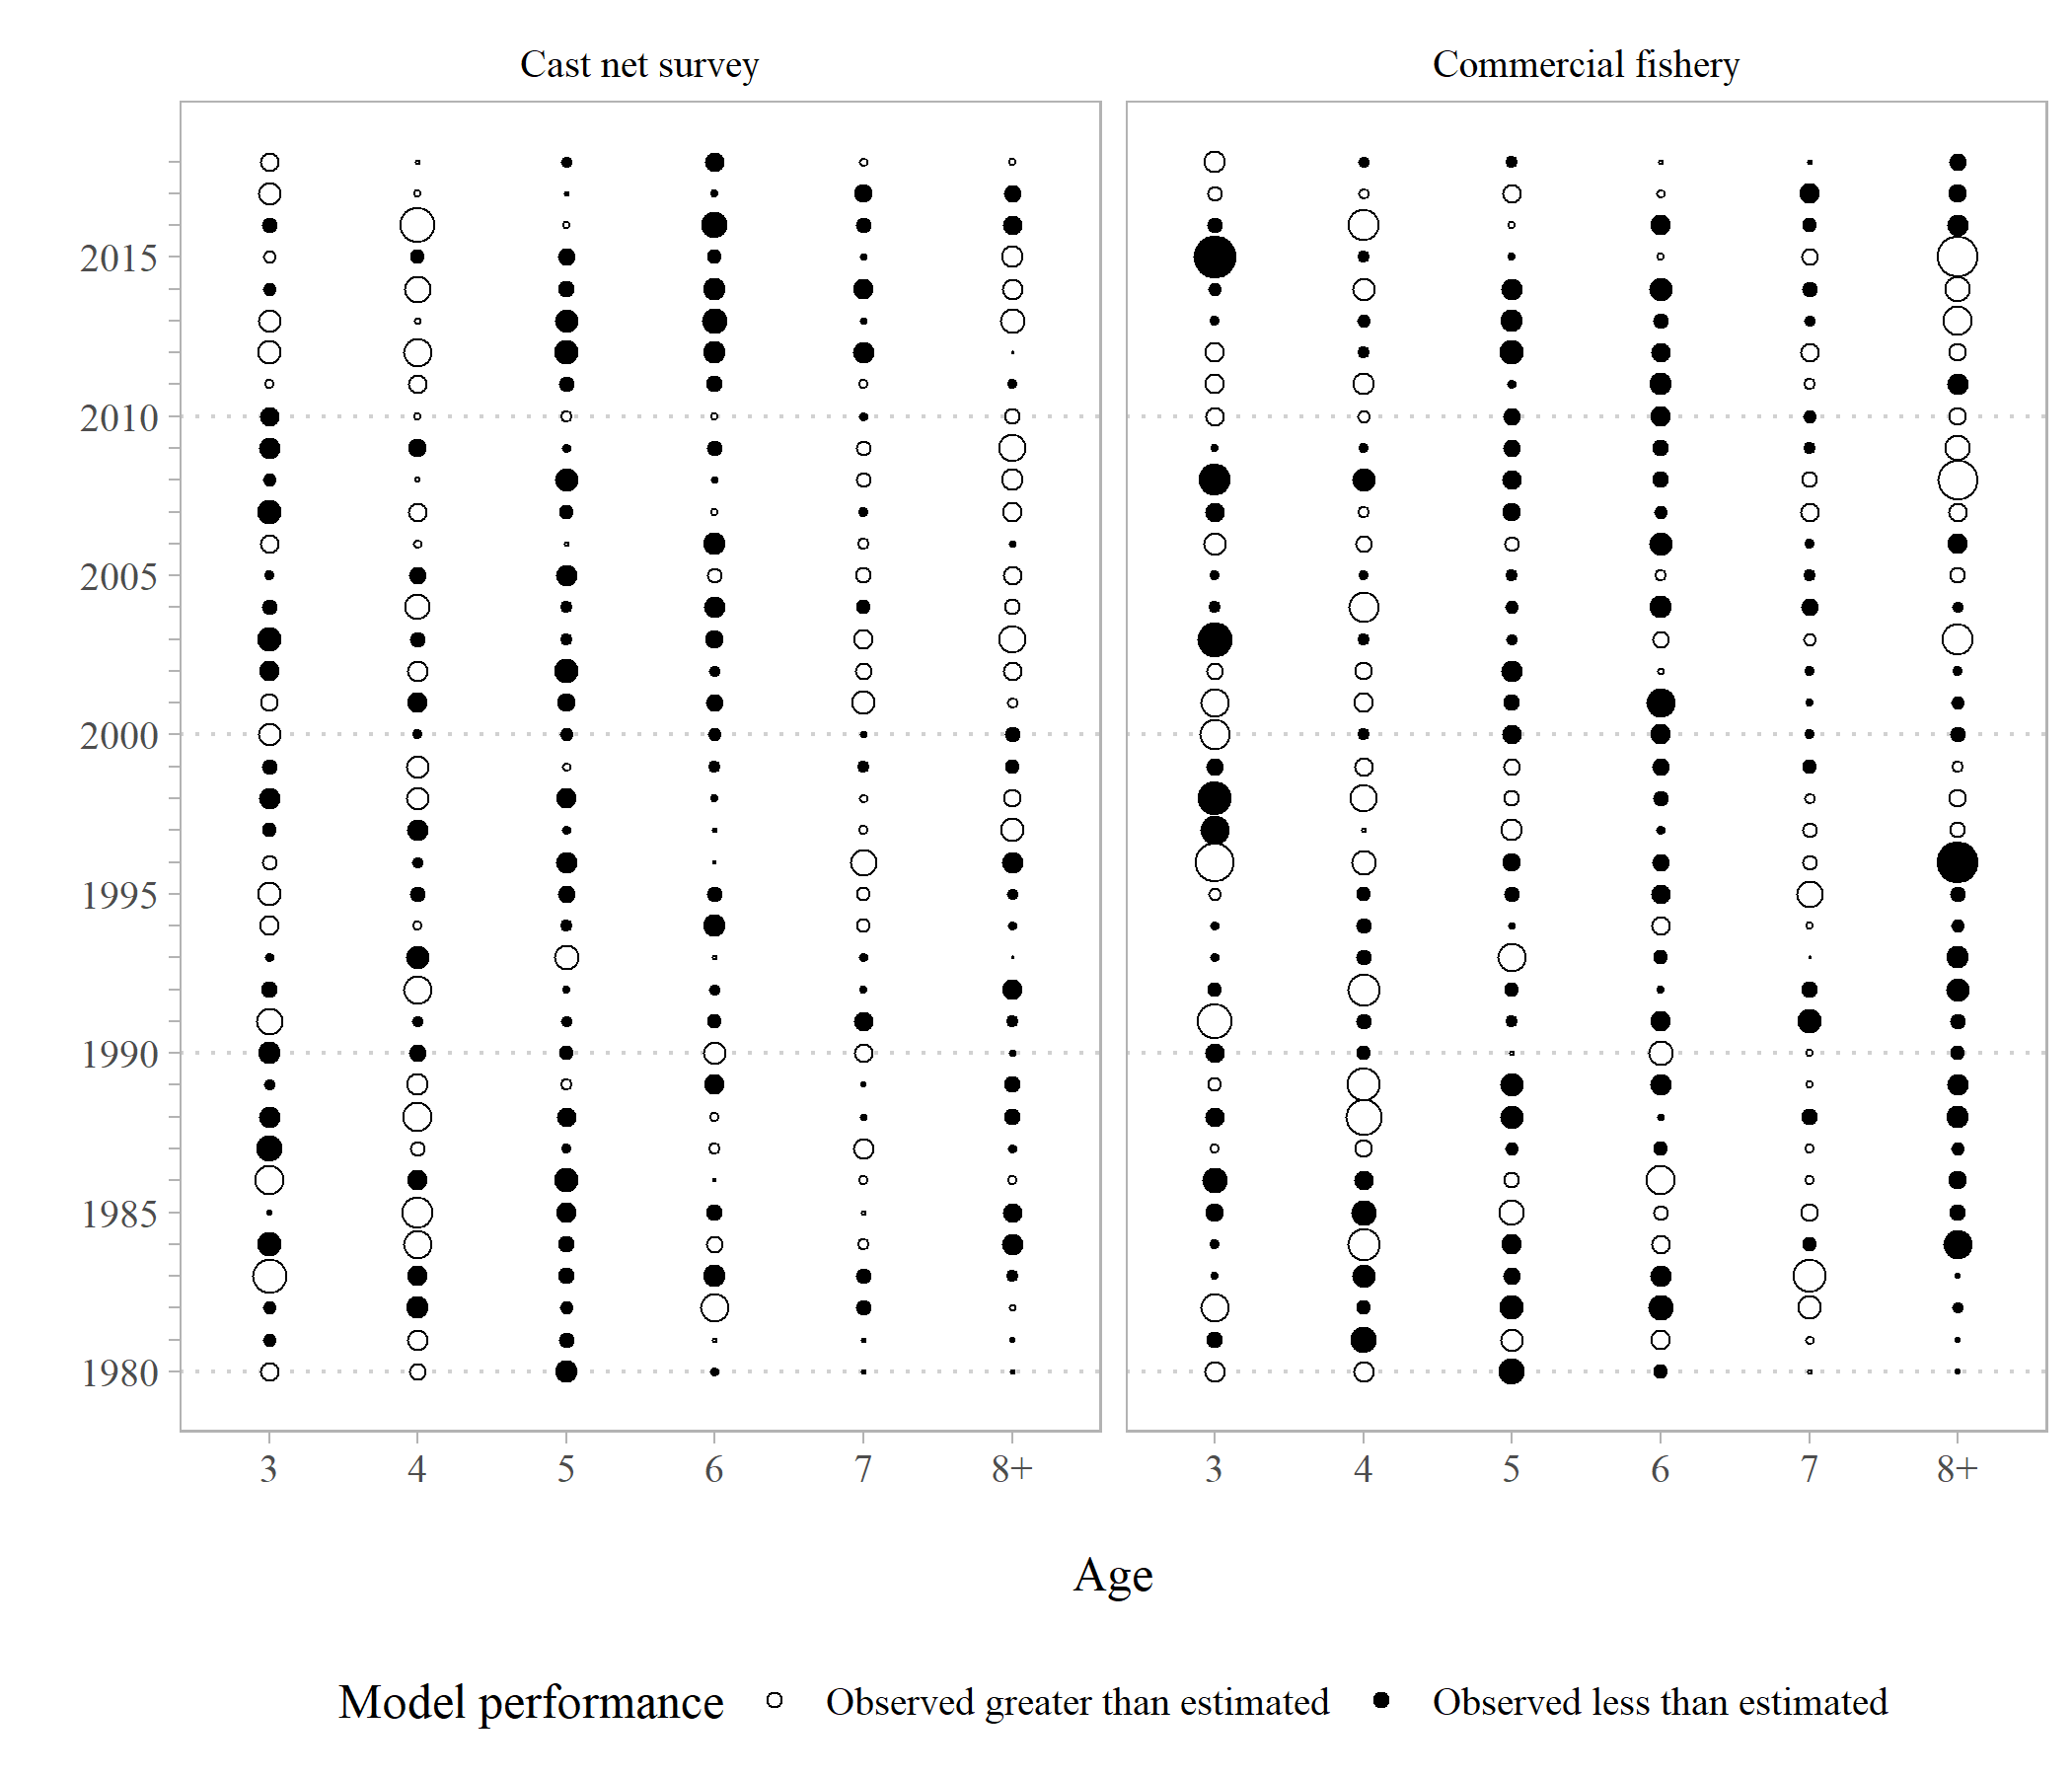 Cast net survey
Commercial fishery
2015
2010
2005
2000
1995
1990
1985
1980
3 4 5 6 7 8+
3 4 5 6 7 8+
Age
Model performance Observed greater than estimated Observed less than estimated